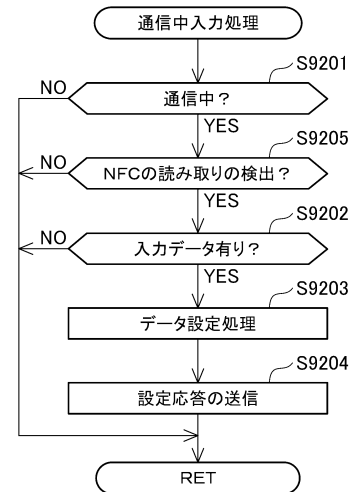 通信中入力処理
S9201
NO
通信中？
YES
S9205
NO
NFCの読み取りの検出？
YES
S9202
NO
入力データ有り？
YES
S9203
データ設定処理
S9204
設定応答の送信
RET